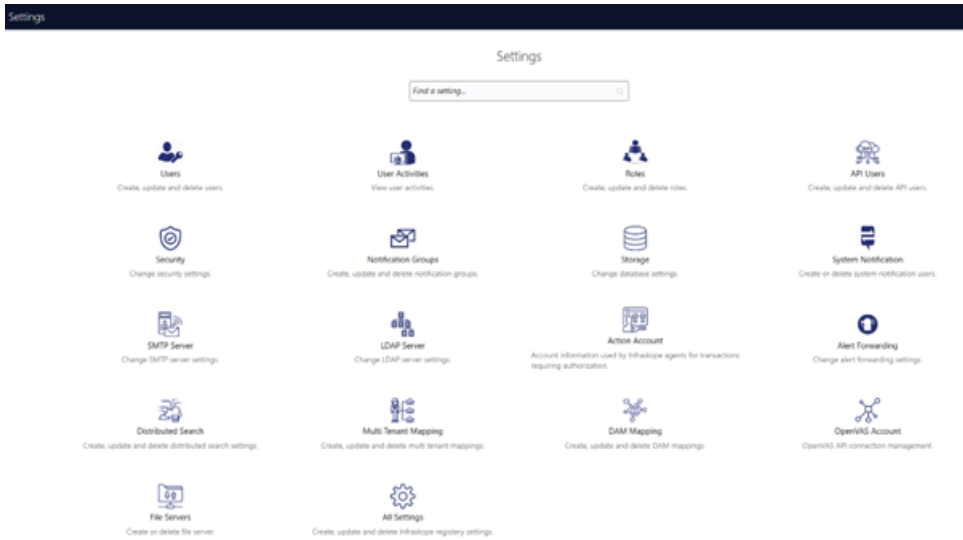 Settings
Settings
Find a setting...
Users
Create, update and delete users.
User Activities
View user activities.
Roles
Create, update and delete roles.
API Users
Create, update and delete API users.
Security
Change security settings.
Notification Groups
Create, update and delete notification groups.
Storage
Change database settings.
System Notification
Create or delete system notification users.
SMTP Server
Change SMTP server settings.
LDAP Server
Change LDAP server settings.
Action Account
Account information used by Infraskope agents for transactions
requiring authorization.
Alert Forwarding
Change alert forwarding settings.
Distributed Search
Create, update and delete distributed search settings.
Multi Tenant Mapping
Create, update and delete multi tenant mappings.
DAM Mapping
Create, update and delete DAM mappings.
OpenVAS Account
OpenVAS API connection management.
File Servers
Create or delete file server.
All Settings
Create, update and delete Infraskope registery settings.